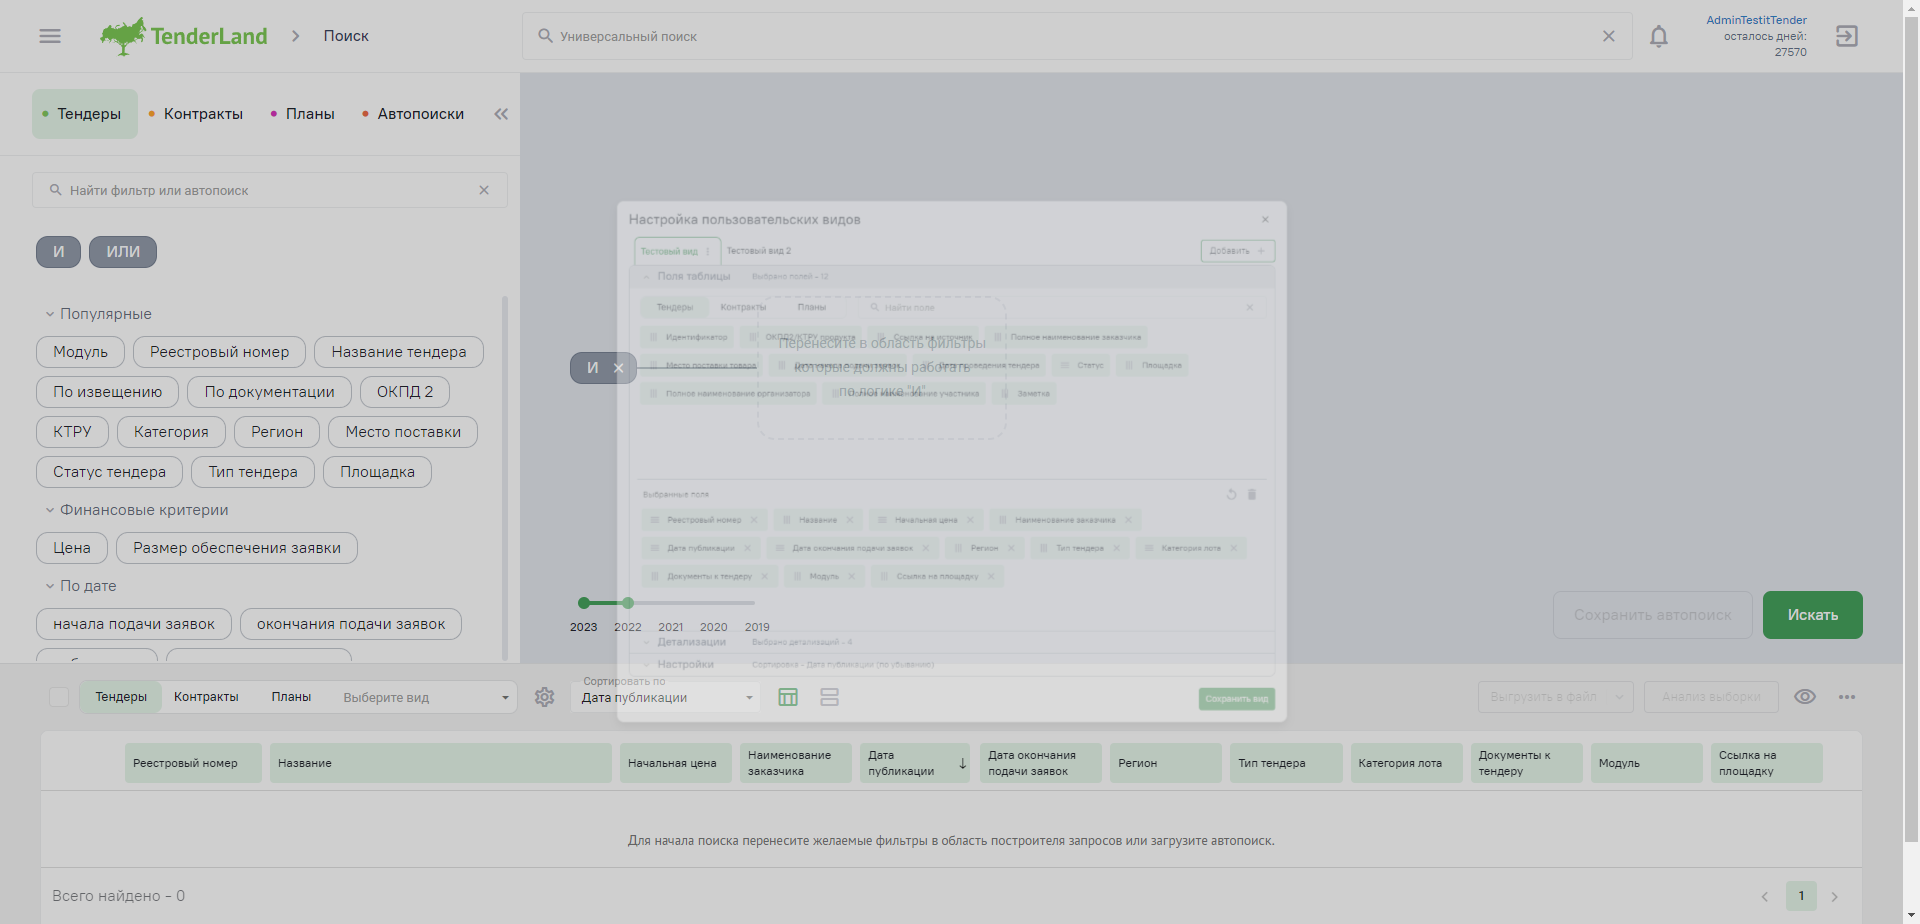 TenderLand
Поиск
Универсальный поиск
AdminTestitTender
осталось дней:
27570
Тендеры
Контракты
Планы
Автопоиски
Найти фильтр или автопоиск
И
ИЛИ
Популярные
Модуль
Реестровый номер
Название тендера
По извещению
По документации
ОКПД 2
КТРУ
Категория
Регион
Место поставки
Статус тендера
Тип тендера
Площадка
Финансовые критерии
Цена
Размер обеспечения заявки
По дате
начала подачи заявок
окончания подачи заявок
Настройка пользовательских видов
Тестовый вид
Тестовый вид 2
Добавить +
Поля таблицы
Выбрано полей - 12
Тендеры
Контракты
Планы
Найти поле
Идентификатор
ОКПД2/КТРУ продукта
Ссылка на источник
Полное наименование заказчика
Место поставки товара
Дата проведения тендера
Статус
Площадка
Полное наименование организатора
Полное наименование участника
Заметка
И
Перенесите в область фильтры
которые должны работать
по логике "И"
Выбранные поля
Реестровый номер
Название
Начальная цена
Наименование заказчика
Дата публикации
Дата окончания подачи заявок
Регион
Тип тендера
Категория лота
Документы к тендеру
Модуль
Ссылка на площадку
2023 2022 2021 2020 2019
Детализации
Выбрано детализаций - 4
Настройки
Сортировка - Дата публикации (по убыванию)
Сохранить вид
Сохранить автопоиск
Искать
Тендеры
Контракты
Планы
Выберите вид
Сортировать по
Дата публикации
Выгрузить в файл
Анализ выборки
Реестровый номер
Название
Начальная цена
Наименование
заказчика
Дата
публикации
Дата окончания
подачи заявок
Регион
Тип тендера
Категория лота
Документы к
тендеру
Модуль
Ссылка на
площадку
Для начала поиска перенесите желаемые фильтры в область построителя запросов или загрузите автопоиск.
Всего найдено - 0
1